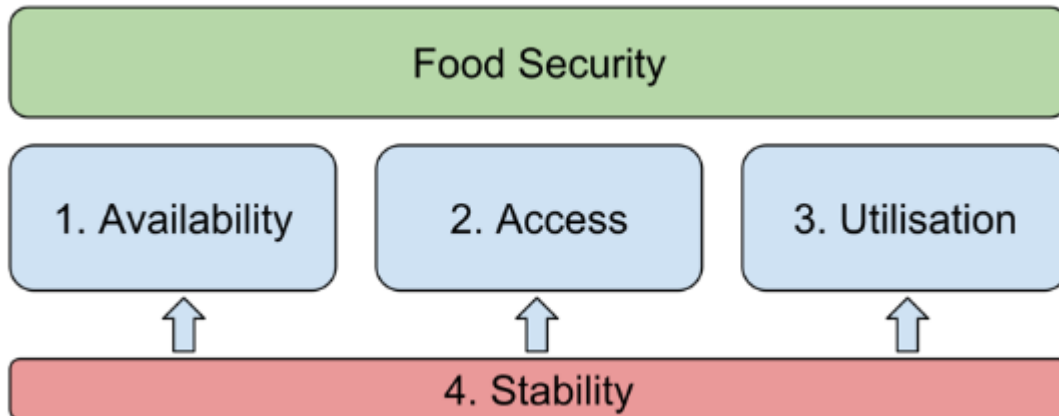 Food Security
1. Availability
2. Access
3. Utilisation
4. Stability